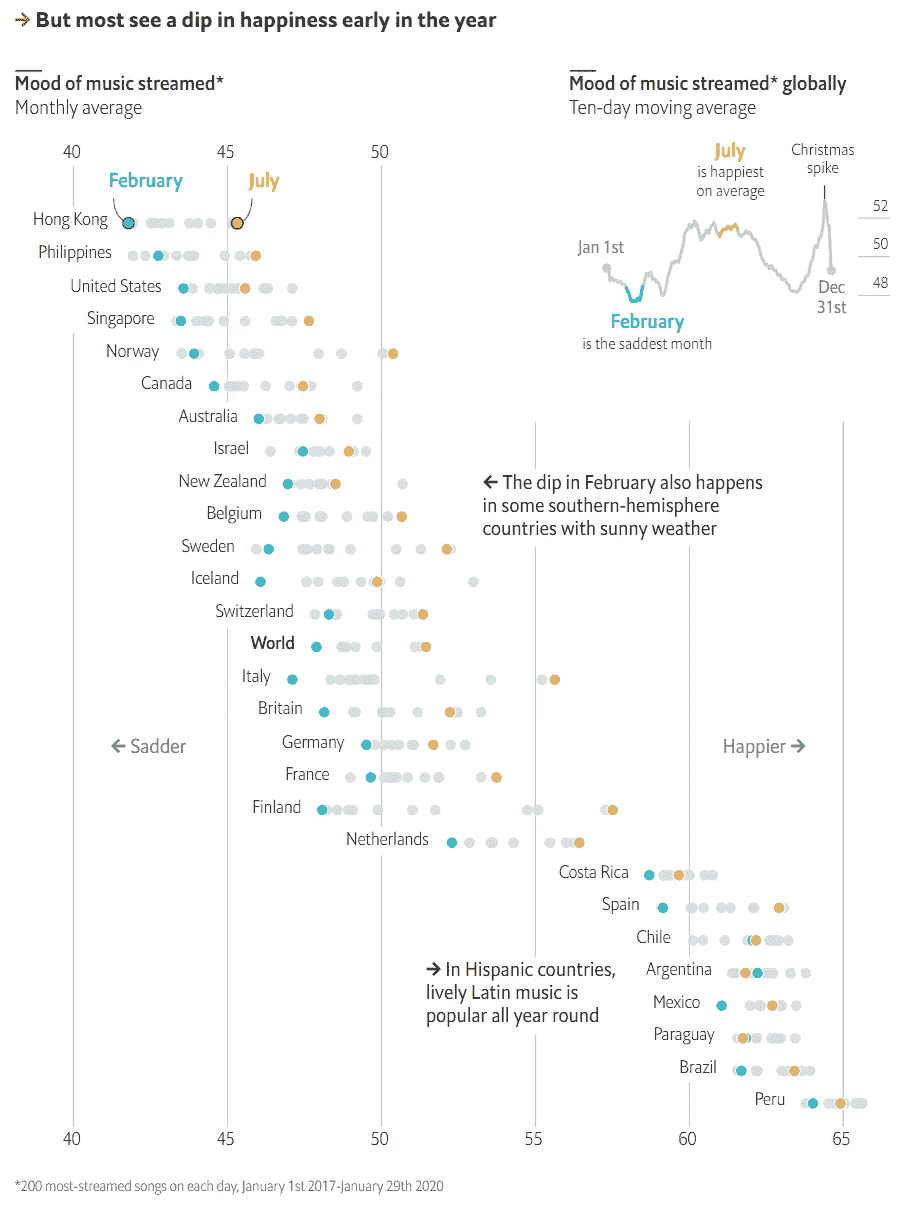 → But most see a dip in happiness early in the year
Mood of music streamed*
Monthly average
Mood of music streamed* globally
Ten-day moving average
40 45 50
February July
July
is happiest
on average
Christmas
spike
52
50
48
Jan 1st
Dec
31st
February
is the saddest month
Hong Kong
Philippines
United States
Singapore
Norway
Canada
Australia
Israel
New Zealand
← The dip in February also happens
in some southern-hemisphere
countries with sunny weather
Belgium
Sweden
Iceland
Switzerland
World
Italy
Britain
Germany
← Sadder
Happier →
France
Finland
Netherlands
Costa Rica
Spain
Chile
→ In Hispanic countries,
lively Latin music is
popular all year round
Argentina
Mexico
Paraguay
Brazil
Peru
40 45 50 55 60 65
*200 most-streamed songs on each day, January 1st 2017-January 29th 2020